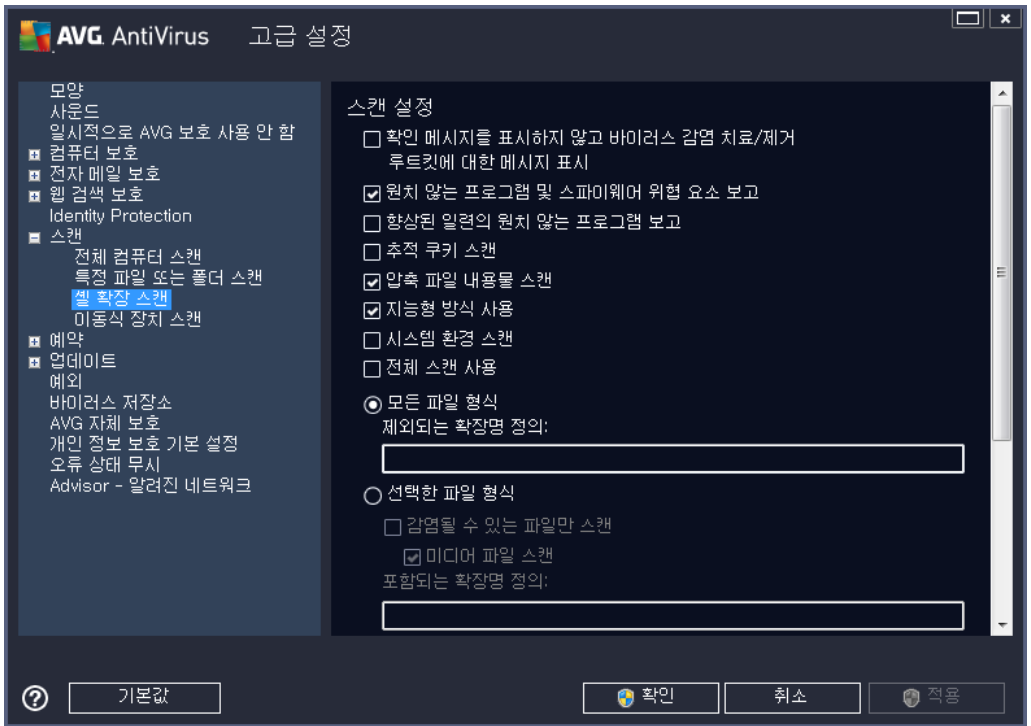 AVG. AntiVirus 고급 설정
모양
사운드
일시적으로 AVG 보호 사용 안 함
컴퓨터 보호
전자 메일 보호
웹 검색 보호
Identity Protection
스캔
전체 컴퓨터 스캔
특정 파일 또는 폴더 스캔
셸 확장 스캔
이동식 장치 스캔
예약
업데이트
예외
바이러스 저장소
AVG 자체 보호
개인 정보 보호 기본 설정
오류 상태 무시
Advisor - 알려진 네트워크
스캔 설정
확인 메시지를 표시하지 않고 바이러스 감염 치료/제거
루트킷에 대한 메시지 표시
원치 않는 프로그램 및 스파이웨어 위협 요소 보고
향상된 일련의 원치 않는 프로그램 보고
추적 쿠키 스캔
압축 파일 내용물 스캔
지능형 방식 사용
시스템 환경 스캔
전체 스캔 사용
모든 파일 형식
제외되는 확장명 정의:
선택한 파일 형식
감염될 수 있는 파일만 스캔
미디어 파일 스캔
포함되는 확장명 정의:
기본값
확인
취소
적용